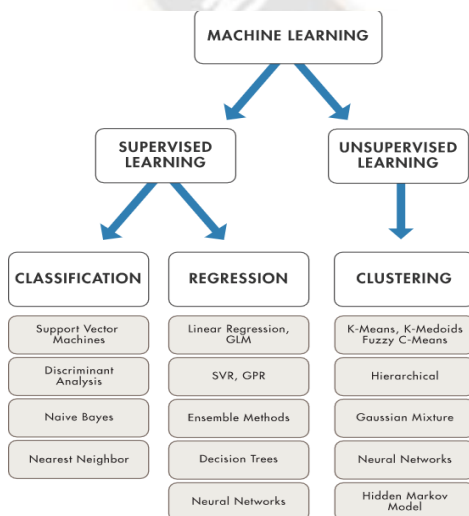 MACHINE LEARNING
SUPERVISED
LEARNING
UNSUPERVISED
LEARNING
CLASSIFICATION
Support Vector
Machines
Discriminant
Analysis
Naive Bayes
Nearest Neighbor
REGRESSION
Linear Regression,
GLM
SVR, GPR
Ensemble Methods
Decision Trees
Neural Networks
CLUSTERING
K-Means, K-Medoids
Fuzzy C-Means
Hierarchical
Gaussian Mixture
Neural Networks
Hidden Markov
Model